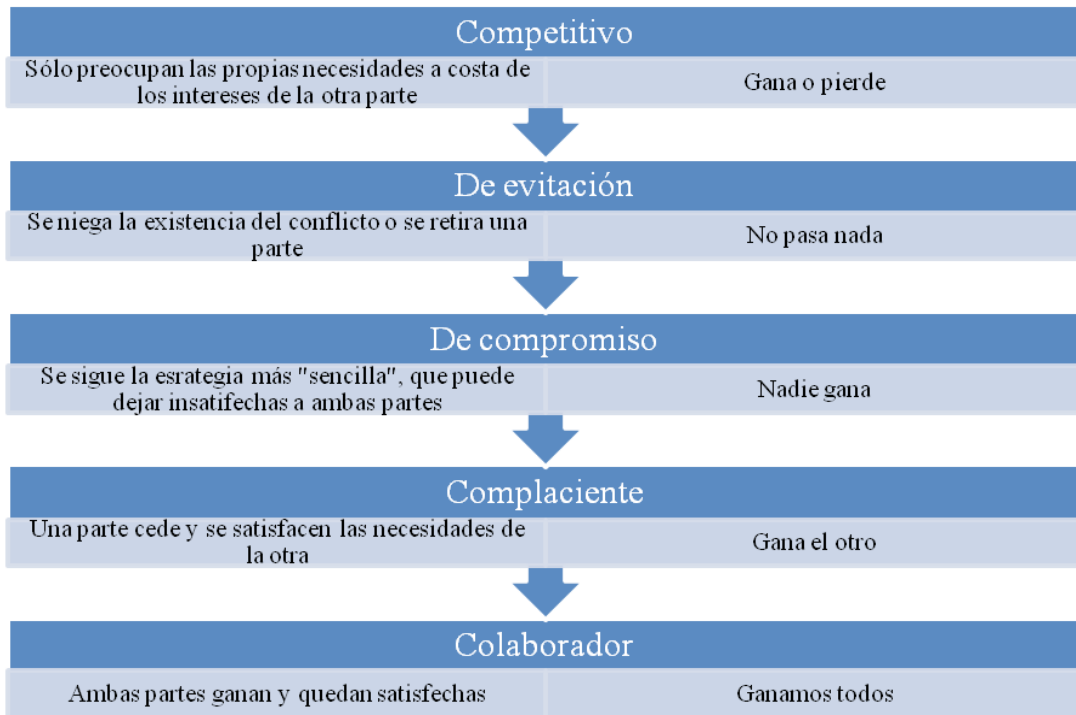 Competitivo
Sólo preocupan las propias necesidades a costa de
los intereses de la otra parte
Gana o pierde
De evitación
Se niega la existencia del conflicto o se retira una
parte
No pasa nada
De compromiso
Se sigue la esrategia más "sencilla", que puede
dejar insatifechas a ambas partes
Nadie gana
Complaciente
Una parte cede y se satisfacen las necesidades de
la otra
Gana el otro
Colaborador
Ambas partes ganan y quedan satisfechas
Ganamos todos